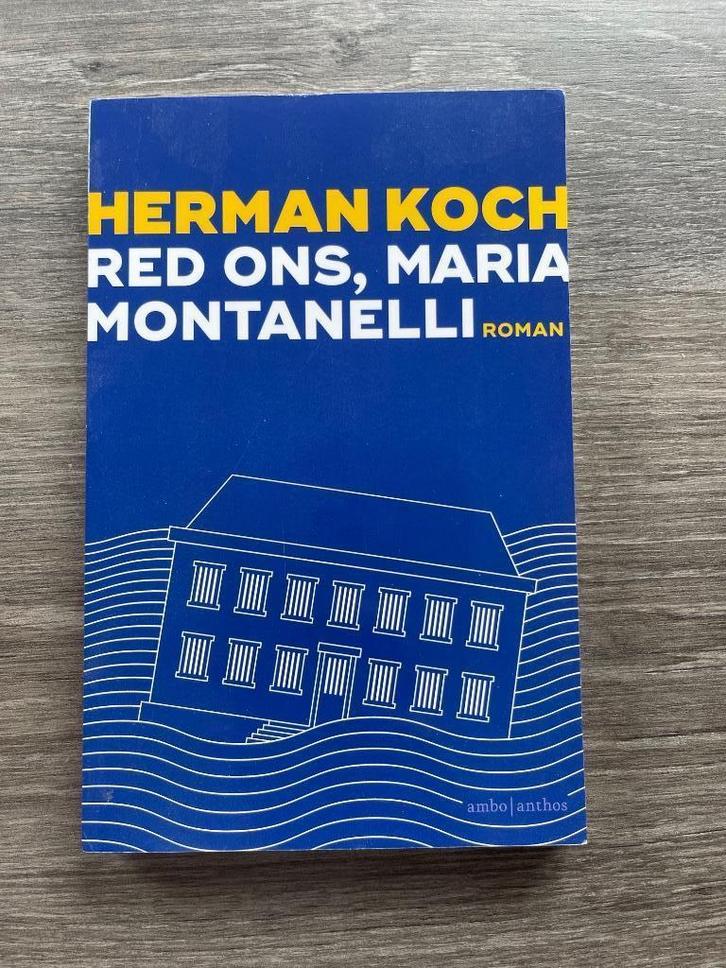 HERMAN KOCH
RED ONS, MARIA
MONTANELLI ROMAN
ambo|anthos